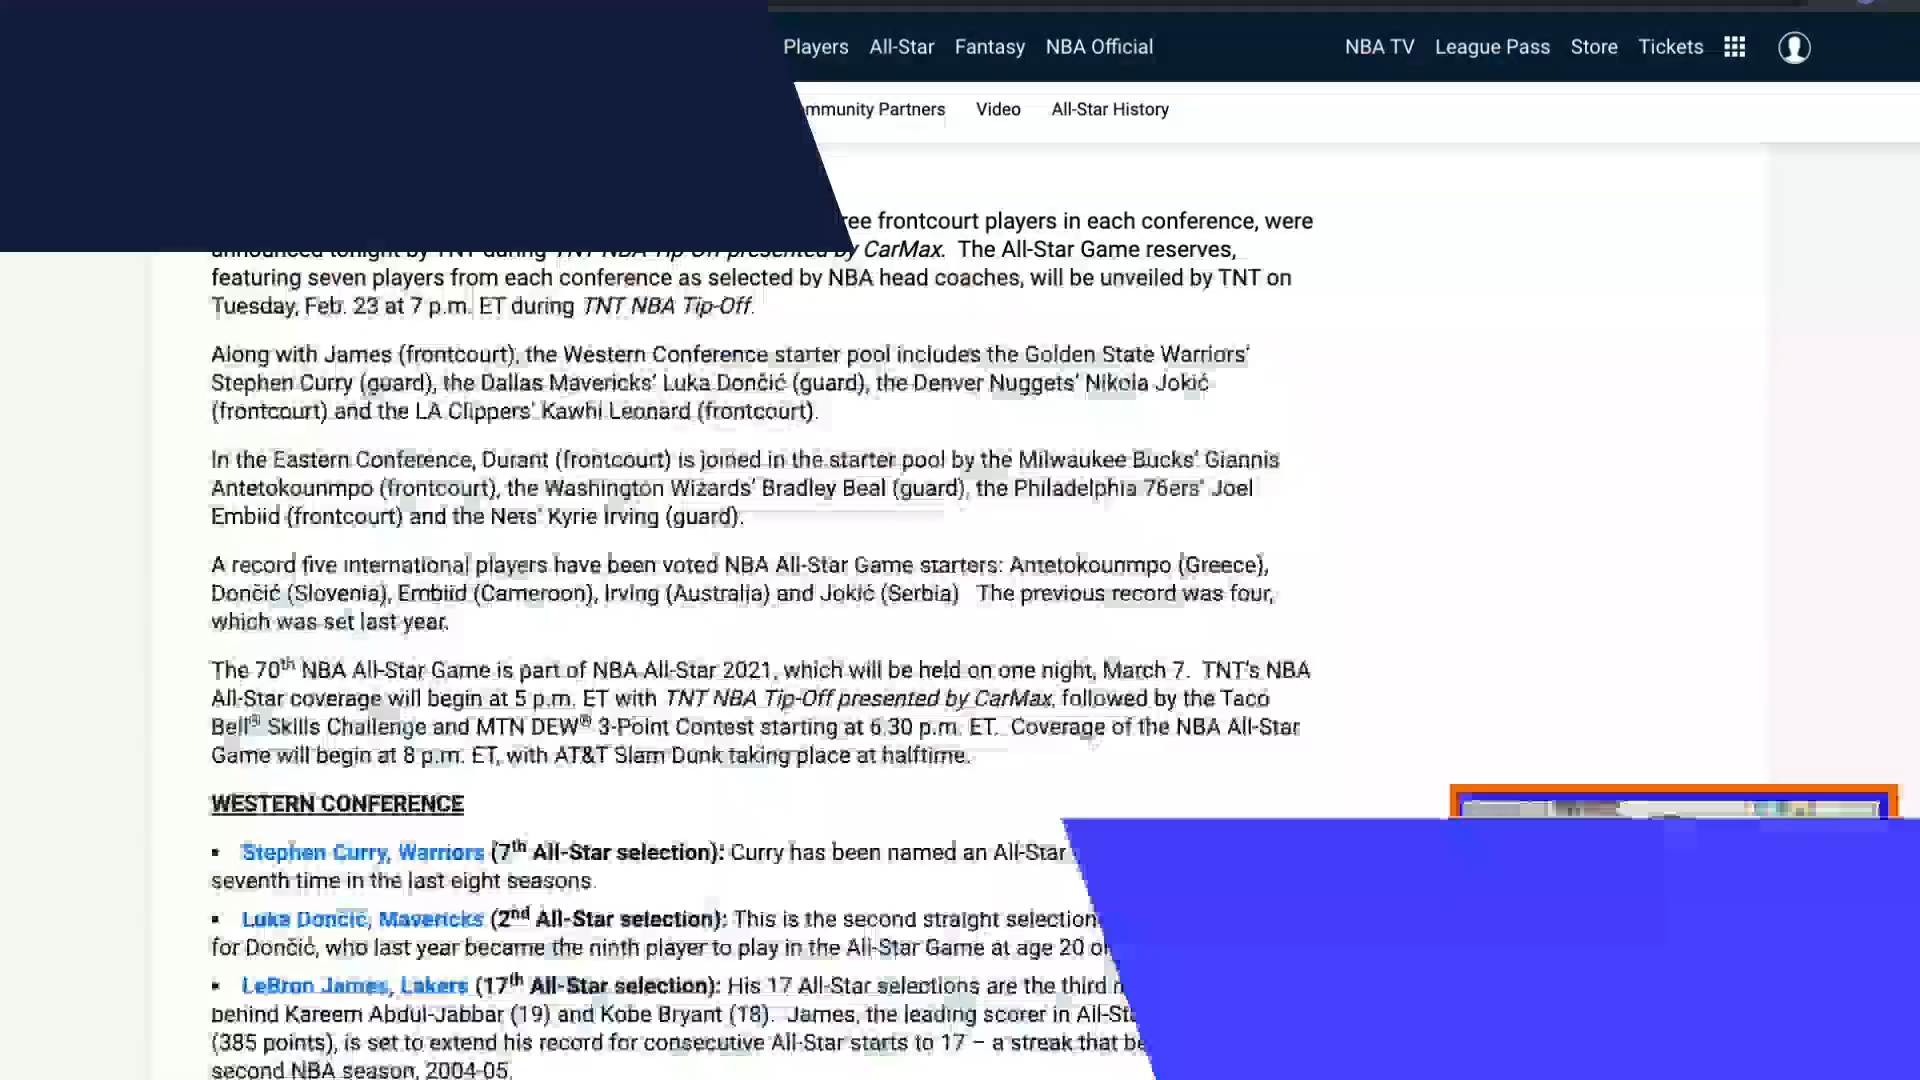 Players All-Star Fantasy NBA Official NBA TV League Pass Store Tickets
Partners Video All-Star History
frontcourt players in each conference, were
announced tonight by TNT during TNT NBA Tip-Off presented by CarMax. The All-Star Game reserves,
featuring seven players from each conference as selected by NBA head coaches, will be unveiled by TNT on
Tuesday, Feb. 23 at 7 p.m. ET during TNT NBA Tip-Off.
Along with James (frontcourt), the Western Conference starter pool includes the Golden State Warriors’
Stephen Curry (guard), the Dallas Mavericks’ Luka Dončić (guard), the Denver Nuggets’ Nikola Jokić
(frontcourt) and the LA Clippers’ Kawhi Leonard (frontcourt).
In the Eastern Conference, Durant (frontcourt) is joined in the starter pool by the Milwaukee Bucks’ Giannis
Antetokounmpo (frontcourt), the Washington Wizards’ Bradley Beal (guard), the Philadelphia 76ers’ Joel
Embiid (frontcourt) and the Nets’ Kyrie Irving (guard).
A record five international players have been voted NBA All-Star Game starters: Antetokounmpo (Greece),
Dončić (Slovenia), Embiid (Cameroon), Irving (Australia) and Jokić (Serbia) The previous record was four,
which was set last year.
The 70th NBA All-Star Game is part of NBA All-Star 2021, which will be held on one night, March 7. TNT’s NBA
All-Star coverage will begin at 5 p.m. ET with TNT NBA Tip-Off presented by CarMax, followed by the Taco
Bell® Skills Challenge and MTN DEW® 3-Point Contest starting at 6:30 p.m. ET. Coverage of the NBA All-Star
Game will begin at 8 p.m. ET, with AT&T Slam Dunk taking place at halftime.
WESTERN CONFERENCE
▪ Stephen Curry, Warriors (7th All-Star selection): Curry has been named an All-Star
seventh time in the last eight seasons.
▪ Luka Dončić, Mavericks (2nd All-Star selection): This is the second straight selection
for Dončić, who last year became the ninth player to play in the All-Star Game at age 20
▪ LeBron James, Lakers (17th All-Star selection): His 17 All-Star selections are the third
behind Kareem Abdul-Jabbar (19) and Kobe Bryant (18). James, the leading scorer in
(385 points), is set to extend his record for consecutive All-Star starts to 17 – a streak that
second NBA season, 2004-05.